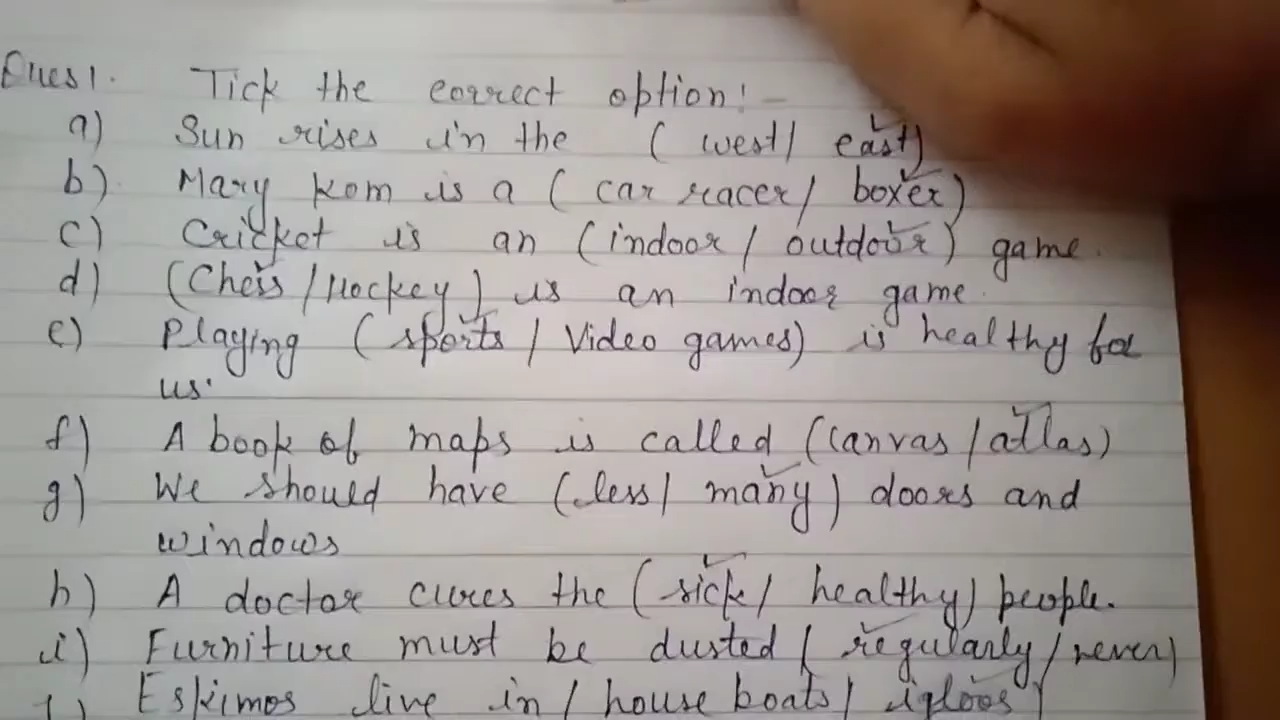 Ques1. Tick the correct option! -
a) Sun rises in the (west/ east)
b) Mary kom is a (car racer/ boxer)
c) Cricket is an (indoor/ outdoor) game.
d) (Chess/Hockey) is an indoor game.
e) Playing (sports/ Video games) is healthy for
us.
f) A book of maps is called (canvas/atlas)
g) We should have (less/ many) doors and
windows
h) A doctor cures the (sick/ healthy) people.
i) Furniture must be dusted (regularly/never)
Eskimos live in (house boats/ igloos)